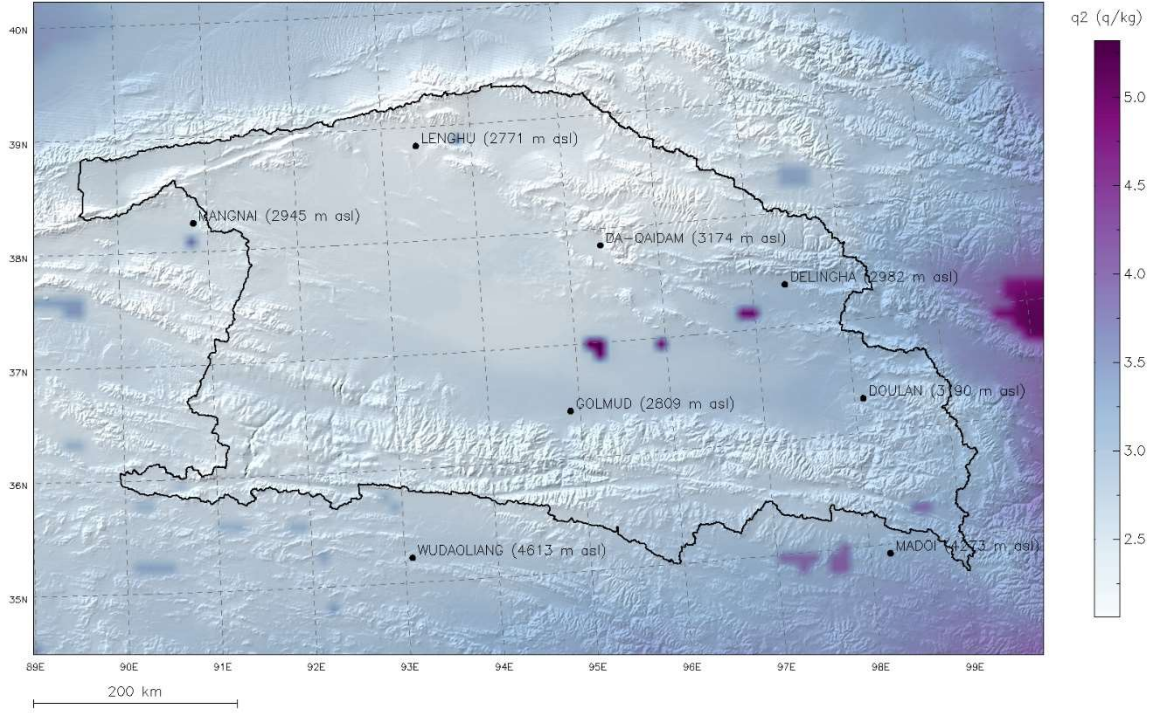 q2 (q/kg)
40N
39N
38N
37N
36N
35N
LENGHU (2771 m asl)
MANGNAI (2945 m asl)
DA-QAIDAM (3174 m asl)
DELINGHA (2982 m asl)
GOLMUD (2809 m asl)
DOULAN (3190 m asl)
WUDAOLIANG (4613 m asl)
MADOI (4273 m asl)
5.0
4.5
4.0
3.5
3.0
2.5
89E 90E 91E 92E 93E 94E 95E 96E 97E 98E 99E
200 km